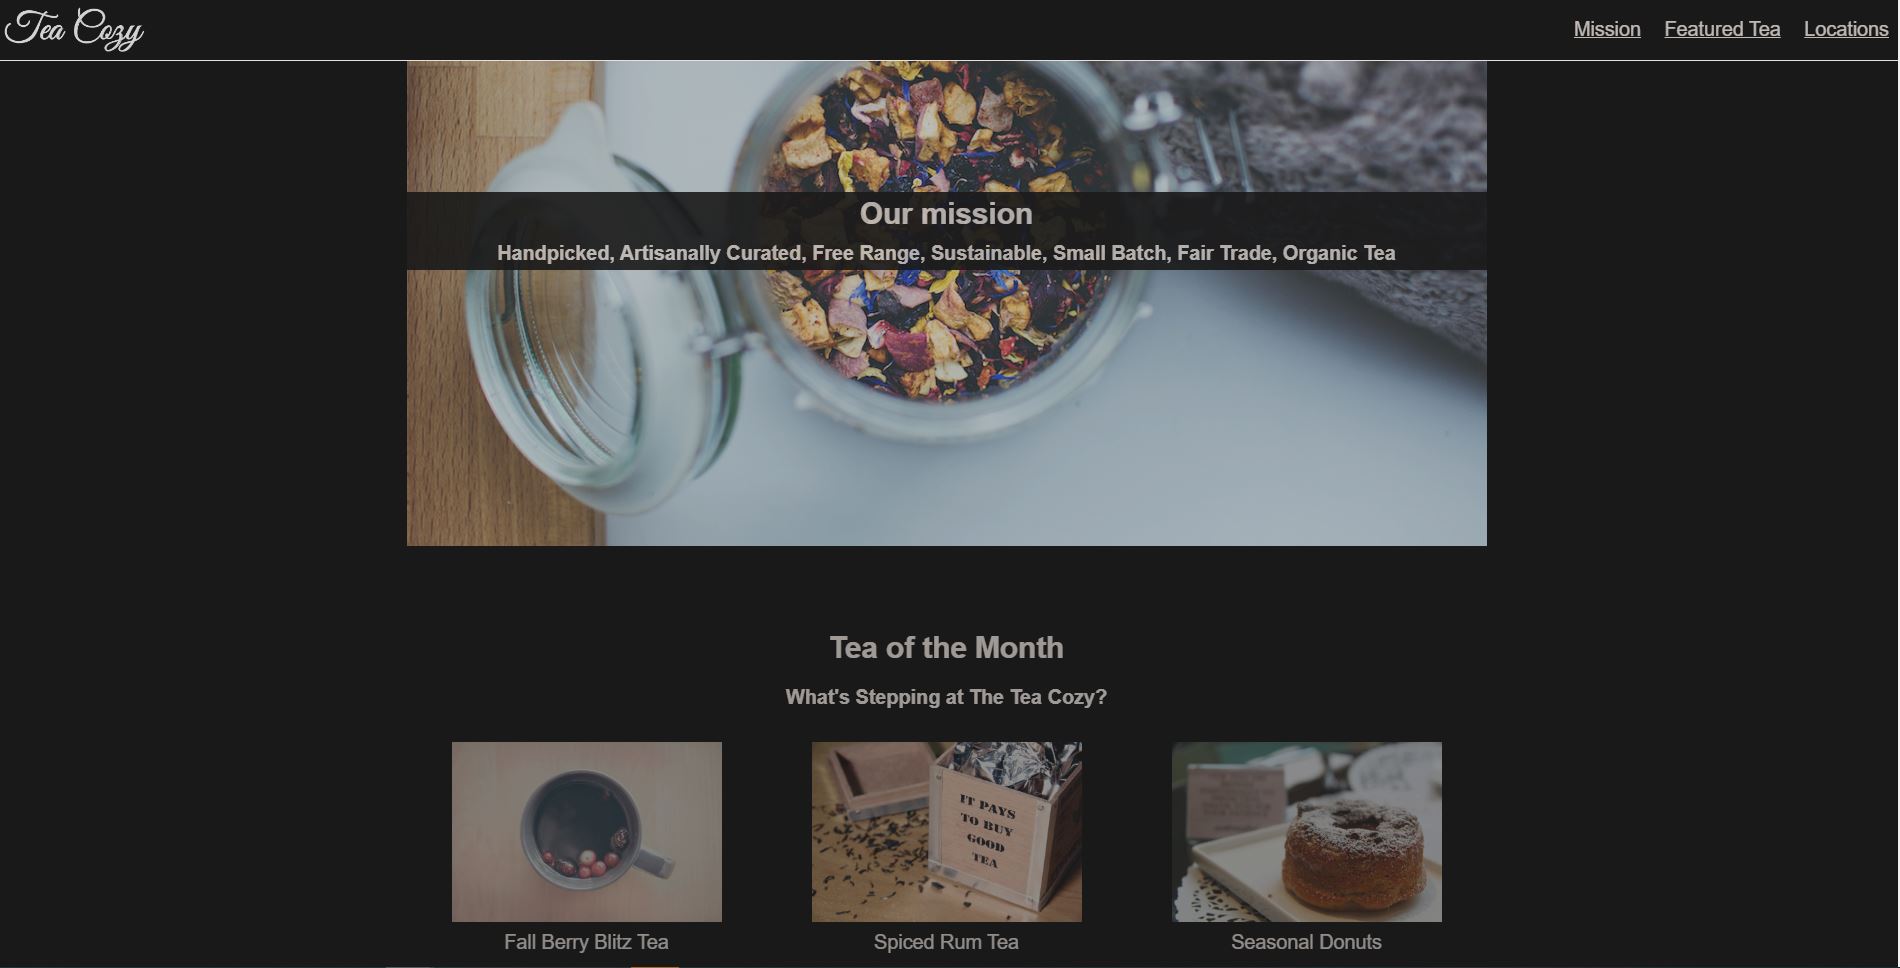 Tea Cozy
Mission Featured Tea Locations
Our mission
Handpicked, Artisanally Curated, Free Range, Sustainable, Small Batch, Fair Trade, Organic Tea
Tea of the Month
What's Stepping at The Tea Cozy?
IT PAYS
TO BUY
GOOD
TEA
Fall Berry Blitz Tea
Spiced Rum Tea
Seasonal Donuts